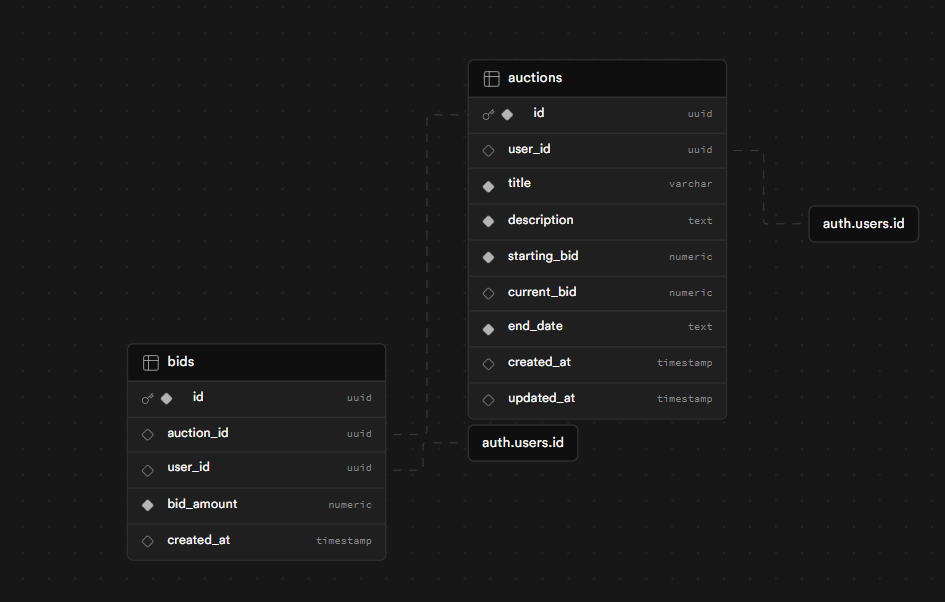 auctions
id uuid
user_id uuid
title varchar
description text
starting_bid numeric
current_bid numeric
end_date text
created_at timestamp
updated_at timestamp
auth.users.id
bids
id uuid
auction_id uuid
user_id uuid
bid_amount numeric
created_at timestamp
auth.users.id